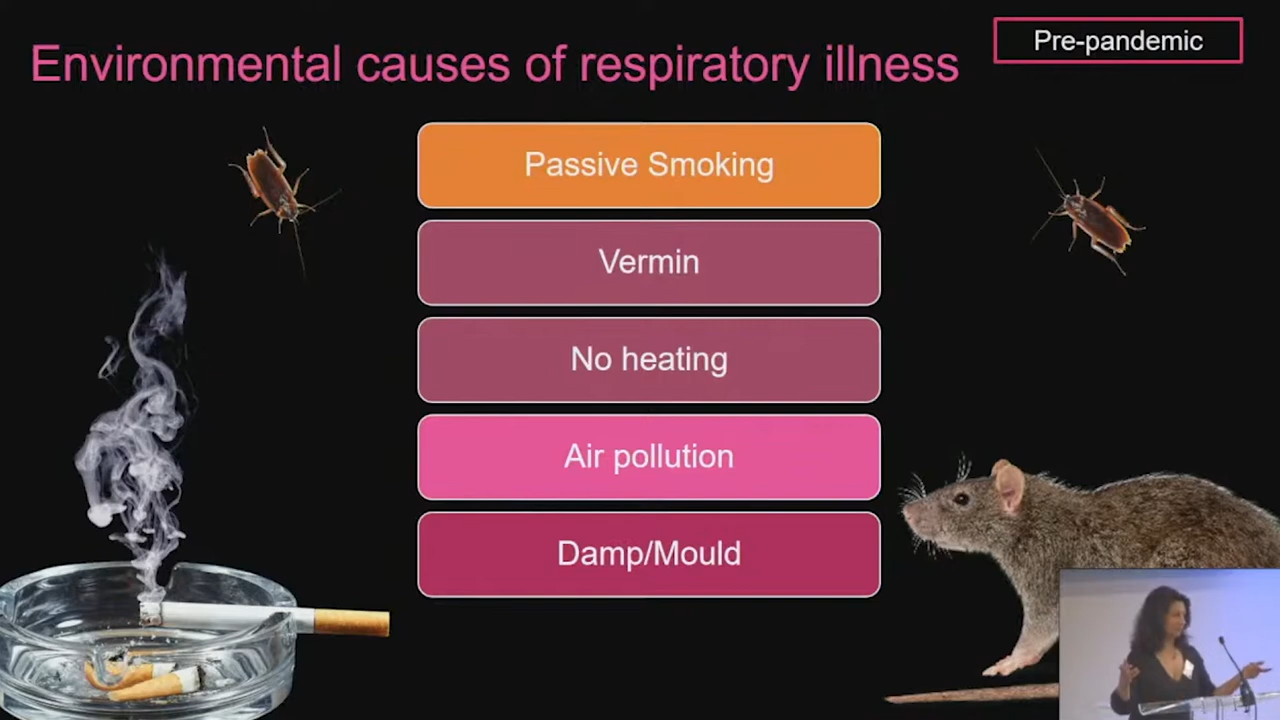 Environmental causes of respiratory illness
Pre-pandemic
Passive Smoking
Vermin
No heating
Air pollution
Damp/Mould